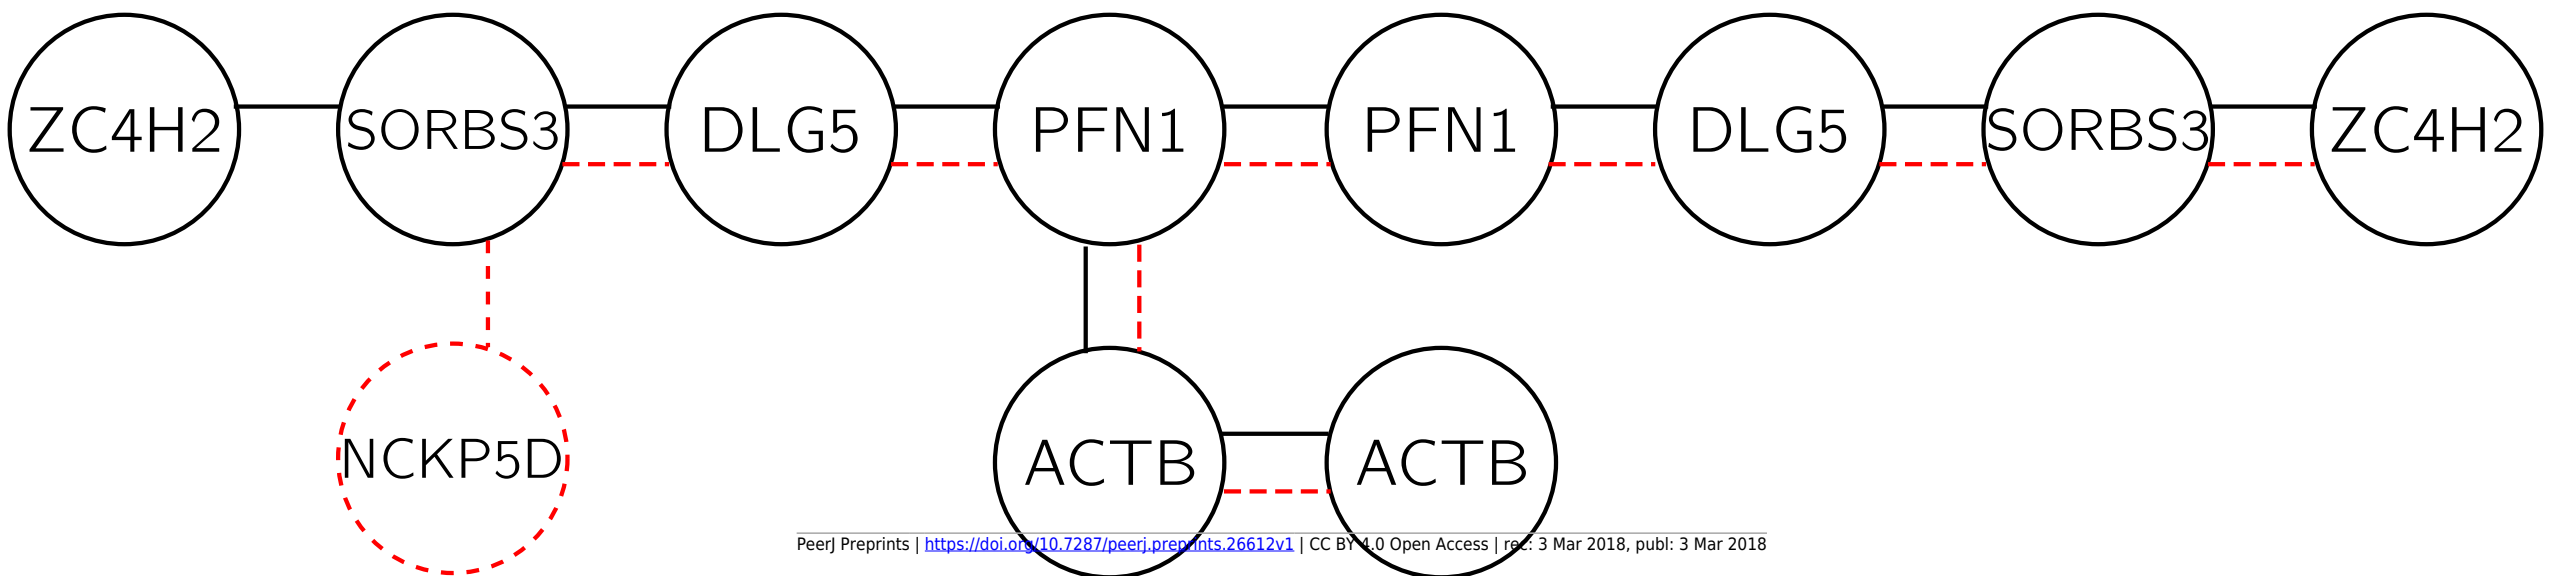 ZC4H2 SORBS3 DLG5 PFN1 PFN1 DLG5 SORBS3 ZC4H2
NCKP5D ACTB ACTB
PeerJ Preprints | https://doi.org/10.7287/peerj.preprints.26612v1 | CC BY 4.0 Open Access | rec: 3 Mar 2018, publ: 3 Mar 2018